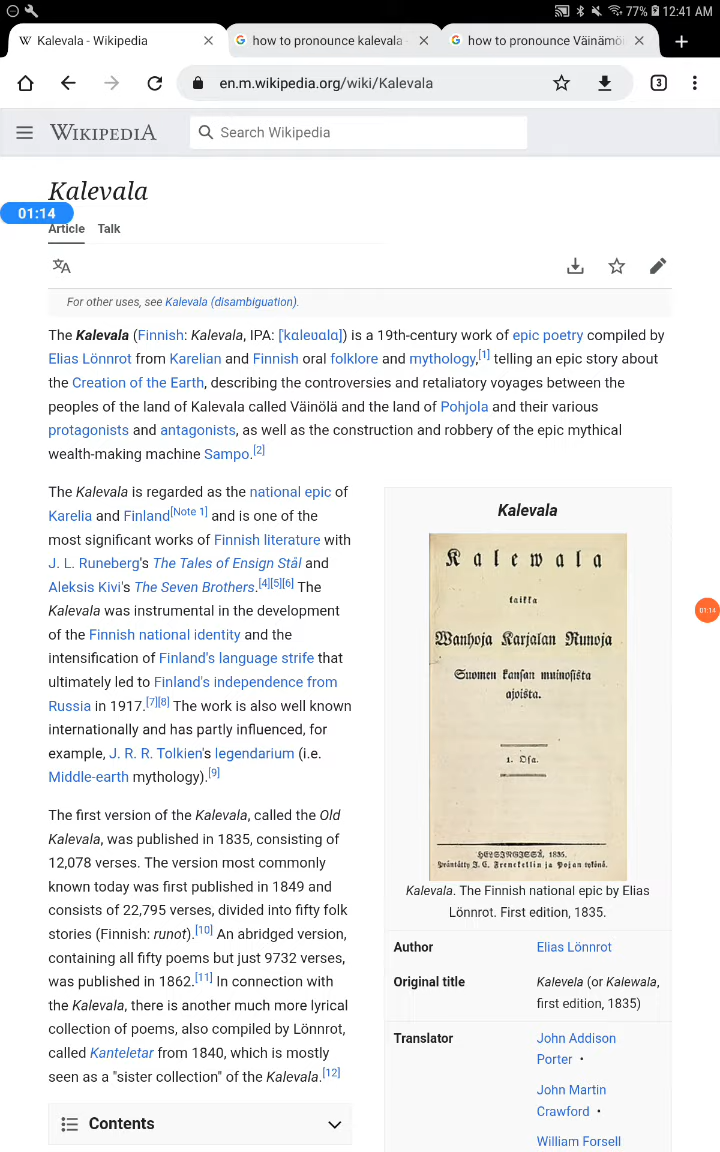 77% 12:41 AM
W Kalevala - Wikipedia
how to pronounce kalevala
how to pronounce Väinämöi
en.m.wikipedia.org/wiki/Kalevala
3
WIKIPEDIA
Search Wikipedia
Kalevala
01:14
Article Talk
For other uses, see Kalevala (disambiguation).
The Kalevala (Finnish: Kalevala, IPA: [ˈkɑleʋɑlɑ]) is a 19th-century work of epic poetry compiled by
Elias Lönnrot from Karelian and Finnish oral folklore and mythology,[1] telling an epic story about
the Creation of the Earth, describing the controversies and retaliatory voyages between the
peoples of the land of Kalevala called Väinölä and the land of Pohjola and their various
protagonists and antagonists, as well as the construction and robbery of the epic mythical
wealth-making machine Sampo.[2]
The Kalevala is regarded as the national epic of
Karelia and Finland[Note 1] and is one of the
most significant works of Finnish literature with
J. L. Runeberg's The Tales of Ensign Stål and
Aleksis Kivi's The Seven Brothers.[4][5][6] The
Kalevala was instrumental in the development
of the Finnish national identity and the
intensification of Finland's language strife that
ultimately led to Finland's independence from
Russia in 1917.[7][8] The work is also well known
internationally and has partly influenced, for
example, J. R. R. Tolkien's legendarium (i.e.
Middle-earth mythology).[9]
The first version of the Kalevala, called the Old
Kalevala, was published in 1835, consisting of
12,078 verses. The version most commonly
known today was first published in 1849 and
consists of 22,795 verses, divided into fifty folk
stories (Finnish: runot).[10] An abridged version,
containing all fifty poems but just 9732 verses,
was published in 1862.[11] In connection with
the Kalevala, there is another much more lyrical
collection of poems, also compiled by Lönnrot,
called Kanteletar from 1840, which is mostly
seen as a "sister collection" of the Kalevala.[12]
Contents
Kalevala
Kalewala
taikka
Wanhoja Karjalan Runoja
Suomen kansan muinosista
ajoista.
1. Osa.
HELSINGISSÄ, 1835.
Präntätty J. C. Frenckellin ja Pojan tykönä.
Kalevala. The Finnish national epic by Elias
Lönnrot. First edition, 1835.
Author Elias Lönnrot
Original title Kalevela (or Kalewala,
first edition, 1835)
Translator John Addison
Porter •
John Martin
Crawford •
William Forsell
01:14